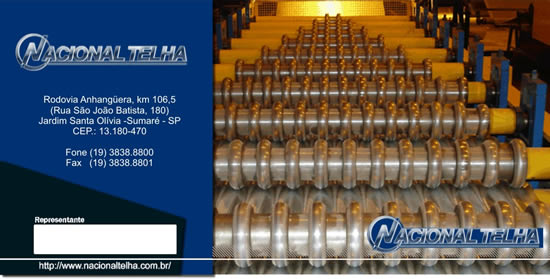 NACIONAL TELHA
Rodovia Anhangüera, km 106,5
(Rua São João Batista, 180)
Jardim Santa Olívia -Sumaré - SP
CEP.: 13.180-470
Fone (19) 3838.8800
Fax (19) 3838.8801
Representante
http://www.nacionaltelha.com.br/
NACIONAL TELHA